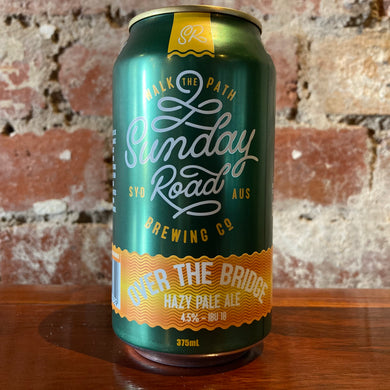 SR
WALK THE PATH
Sunday
SYD AUS
Road
BREWING CO
OVER THE BRIDGE
HAZY PALE ALE
4.5% - IBU 18
375mL